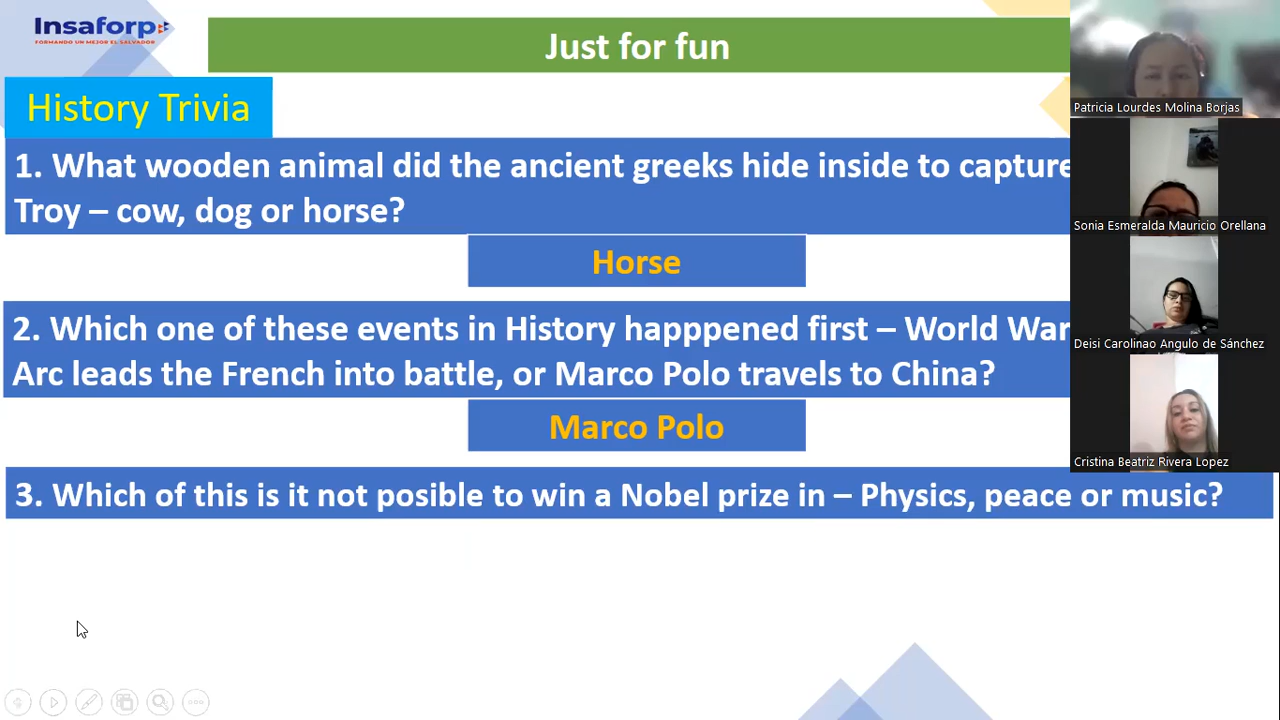 Insaforp
FORMANDO UN MEJOR EL SALVADOR
Just for fun
History Trivia
1. What wooden animal did the ancient greeks hide inside to capture
Troy – cow, dog or horse?
Horse
2. Which one of these events in History happpened first – World War
Arc leads the French into battle, or Marco Polo travels to China?
Marco Polo
3. Which of this is it not posible to win a Nobel prize in – Physics, peace or music?
Patricia Lourdes Molina Borjas
Sonia Esmeralda Mauricio Orellana
Deisi Carolinao Angulo de Sánchez
Cristina Beatriz Rivera Lopez